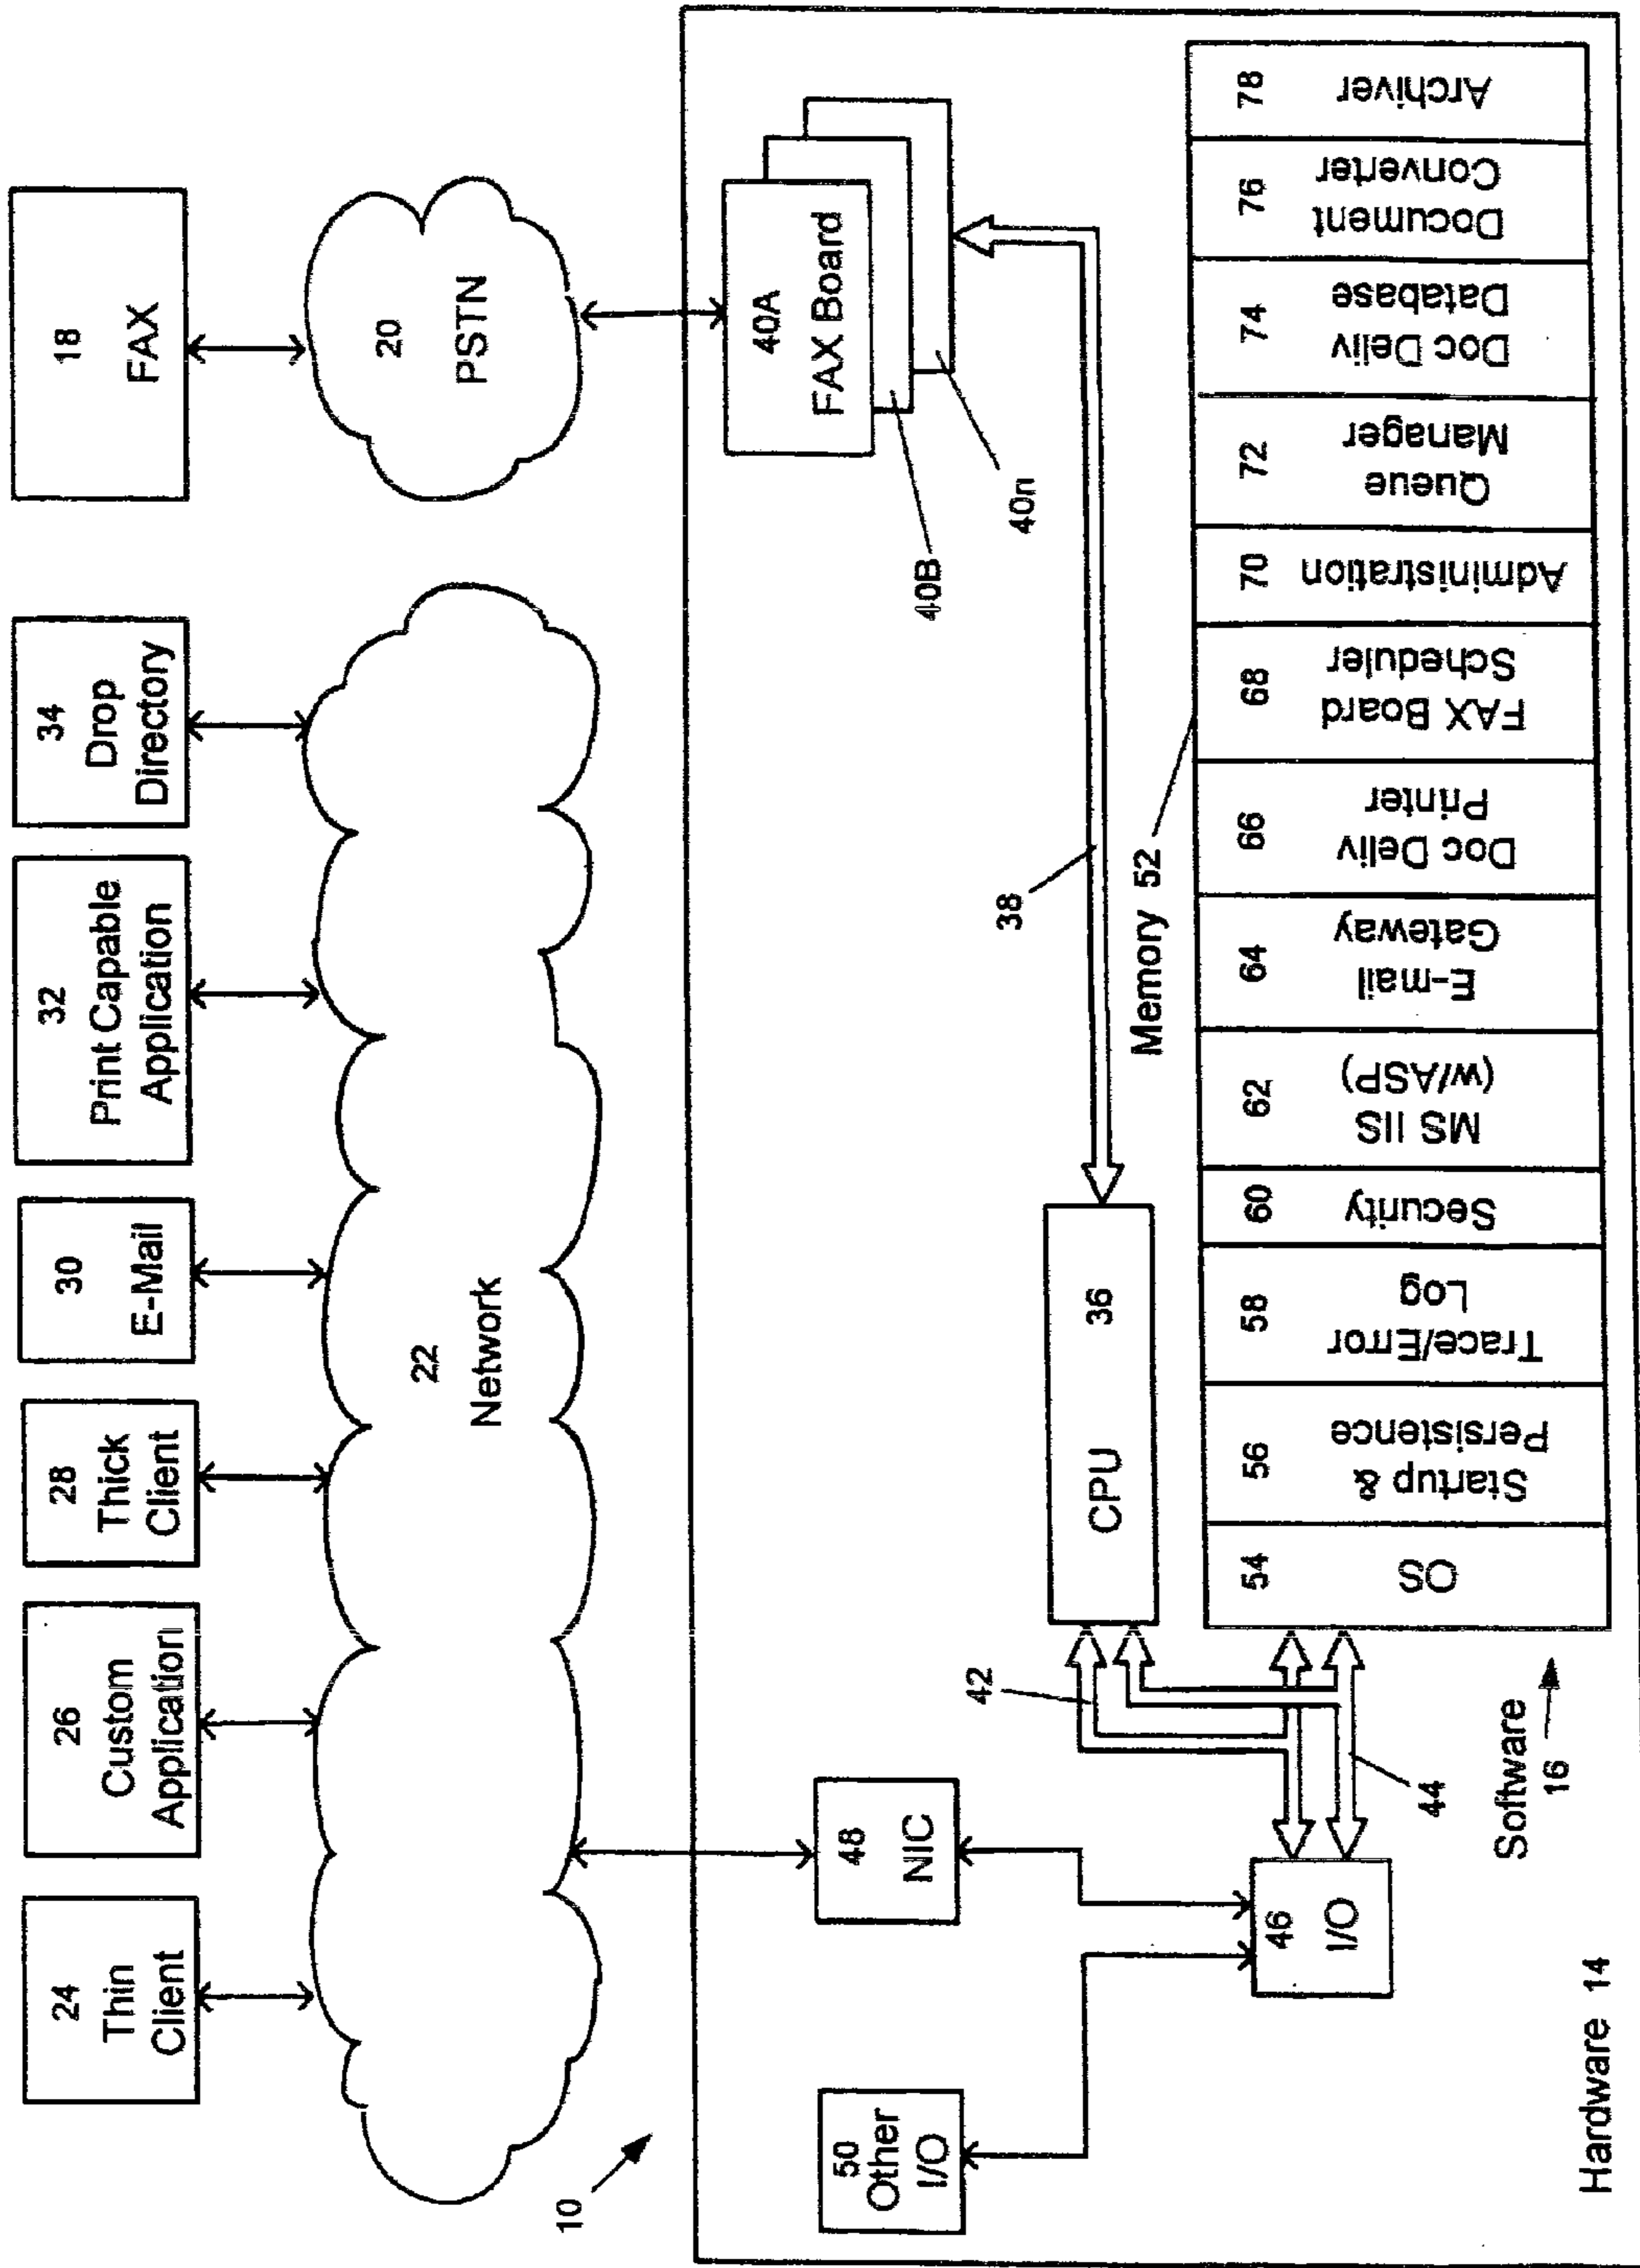 24
Thin
Client
26
Custom
Application
28
Thick
Client
30
E-Mail
32
Print Capable
Application
34
Drop
Directory
18
FAX
22
Network
20
PSTN
10
50
Other
I/O
48
NIC
40A
FAX Board
40B
40n
38
CPU 36
42
44
46
I/O
Memory 52
54
OS
56
Startup &
Persistence
58
Trace/Error
Log
60
Security
62
MS IIS
(w/ASP)
64
E-mail
Gateway
66
Doc Deliv
Printer
68
FAX Board
Scheduler
70
Administration
72
Queue
Manager
74
Doc Deliv
Database
76
Document
Converter
78
Archiver
Software
16
Hardware 14